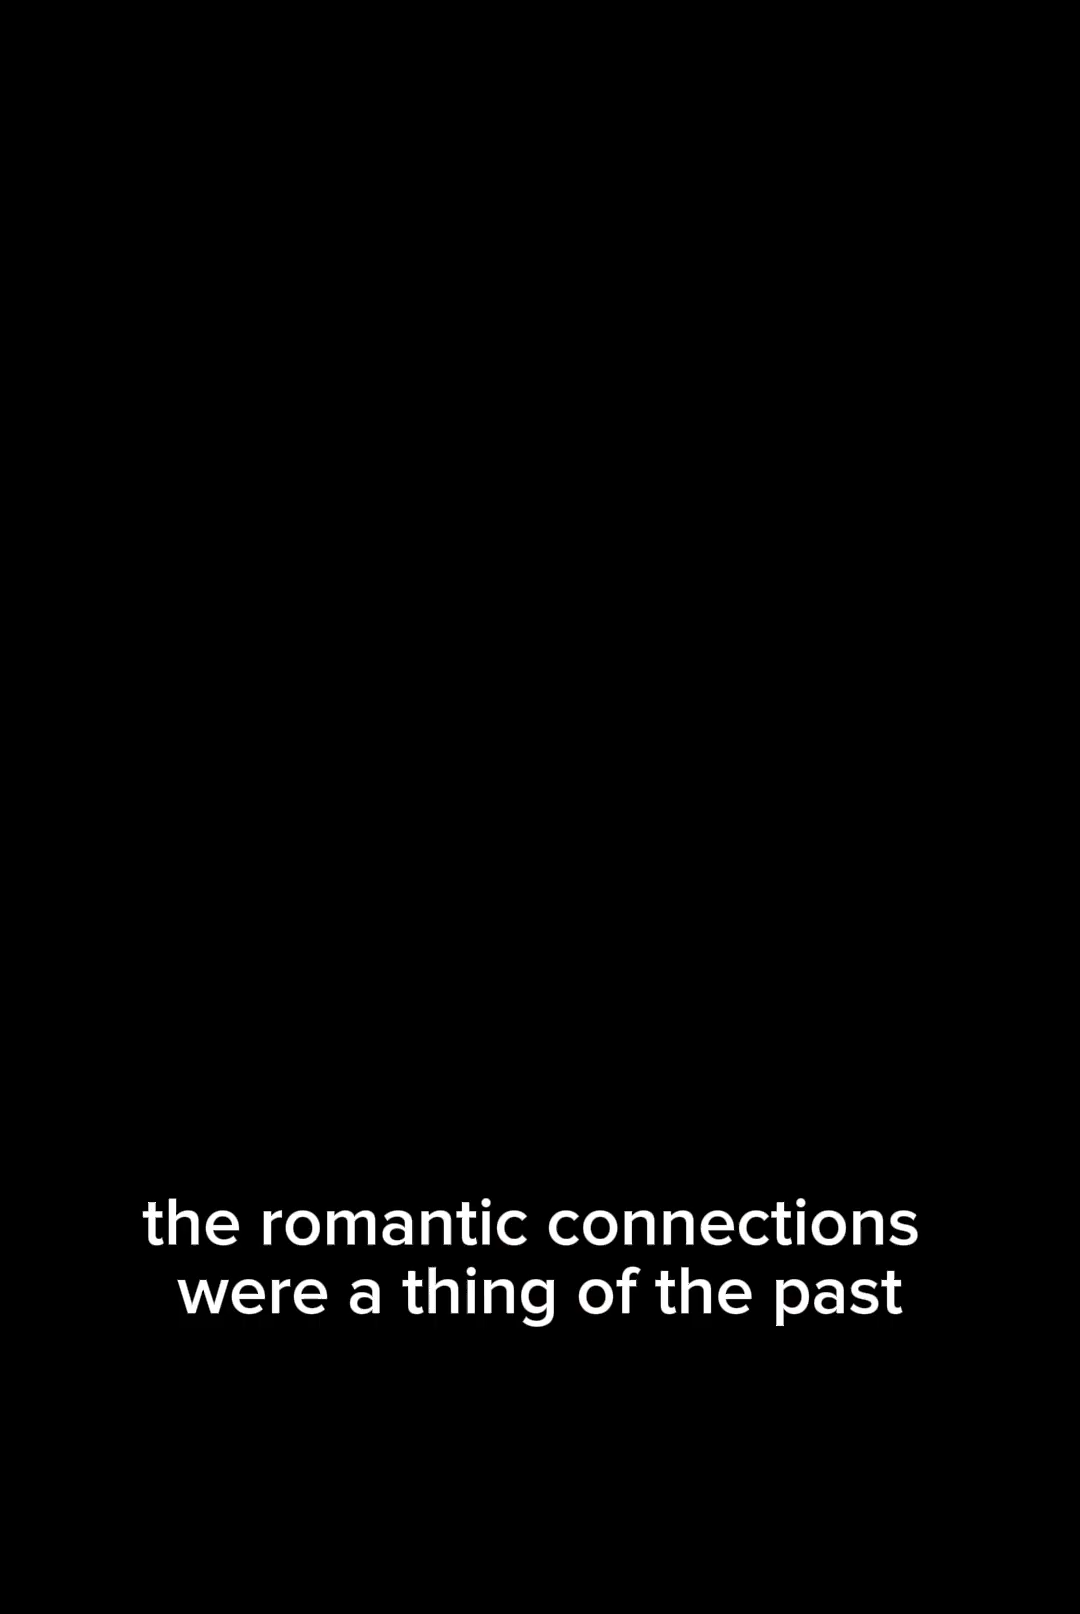 the romantic connections
were a thing of the past